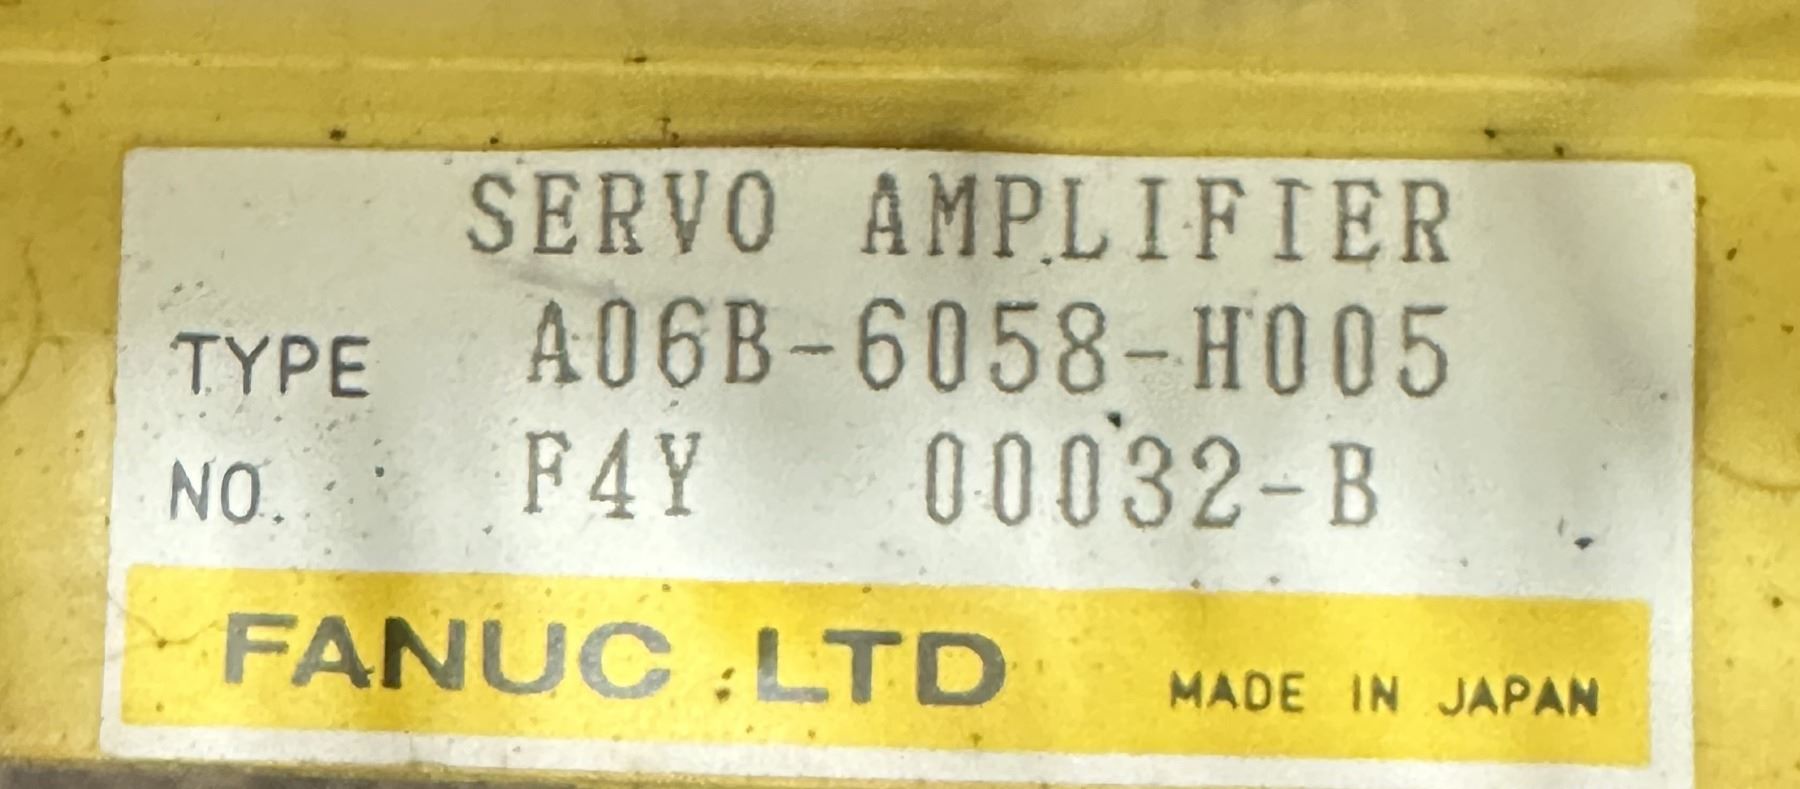 SERVO AMPLIFIER
TYPE A06B-6058-H005
NO. F4Y 00032-B
FANUC LTD MADE IN JAPAN